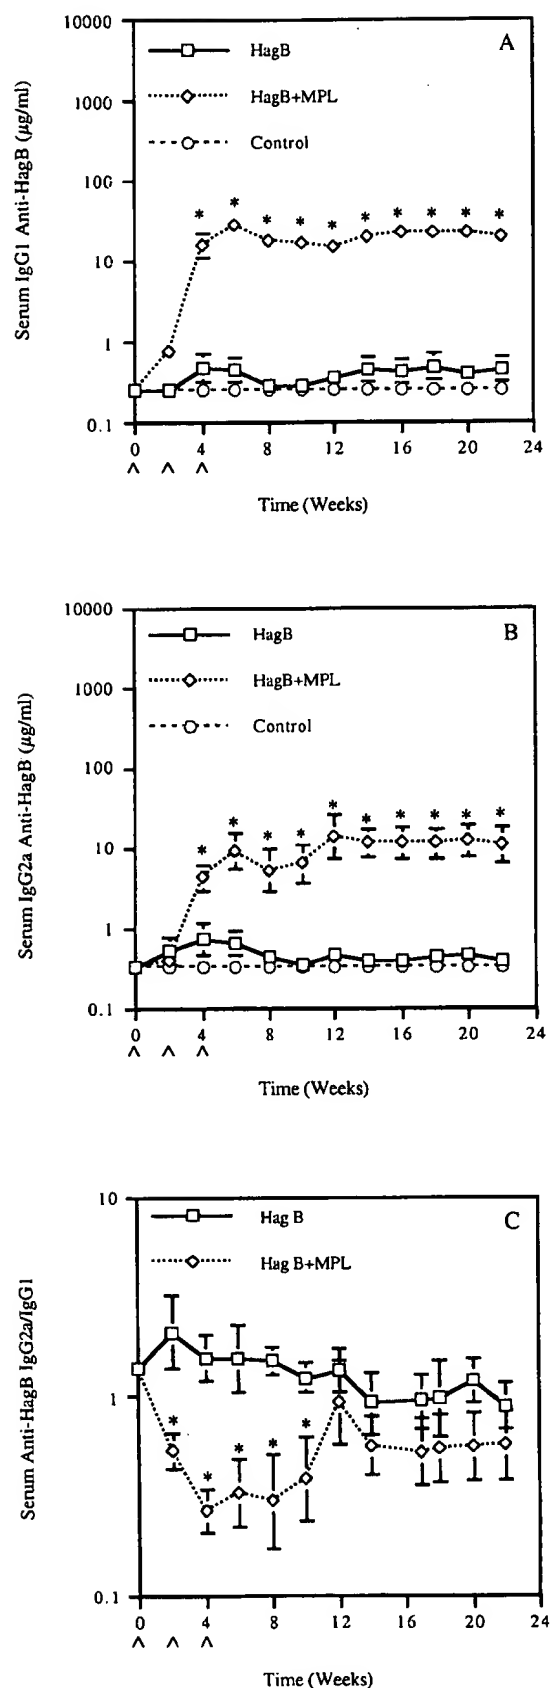 10000
A
HagB
1000
HagB+MPL
Control
100
* * * * * * * * * *
10
1
0.1
Serum IgG1 Anti-HagB (μg/ml)
0 4 8 12 16 20 24
^ ^ ^
Time (Weeks)
10000
B
HagB
1000
HagB+MPL
Control
100
* * * * * * * * * *
10
1
0.1
Serum IgG2a Anti-HagB (μg/ml)
0 4 8 12 16 20 24
^ ^ ^
Time (Weeks)
10
C
Hag B
Hag B+MPL
1
* * * * *
0.1
Serum Anti-HagB IgG2a/IgG1
0 4 8 12 16 20 24
^ ^ ^
Time (Weeks)